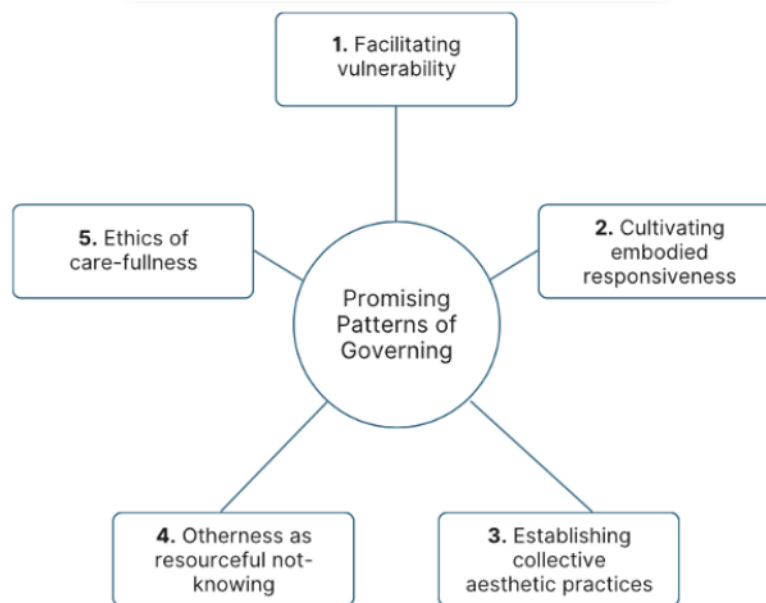 1. Facilitating
vulnerability
2. Cultivating
embodied
responsiveness
3. Establishing
collective
aesthetic practices
4. Otherness as
resourceful not-
knowing
5. Ethics of
care-fullness
Promising
Patterns of
Governing